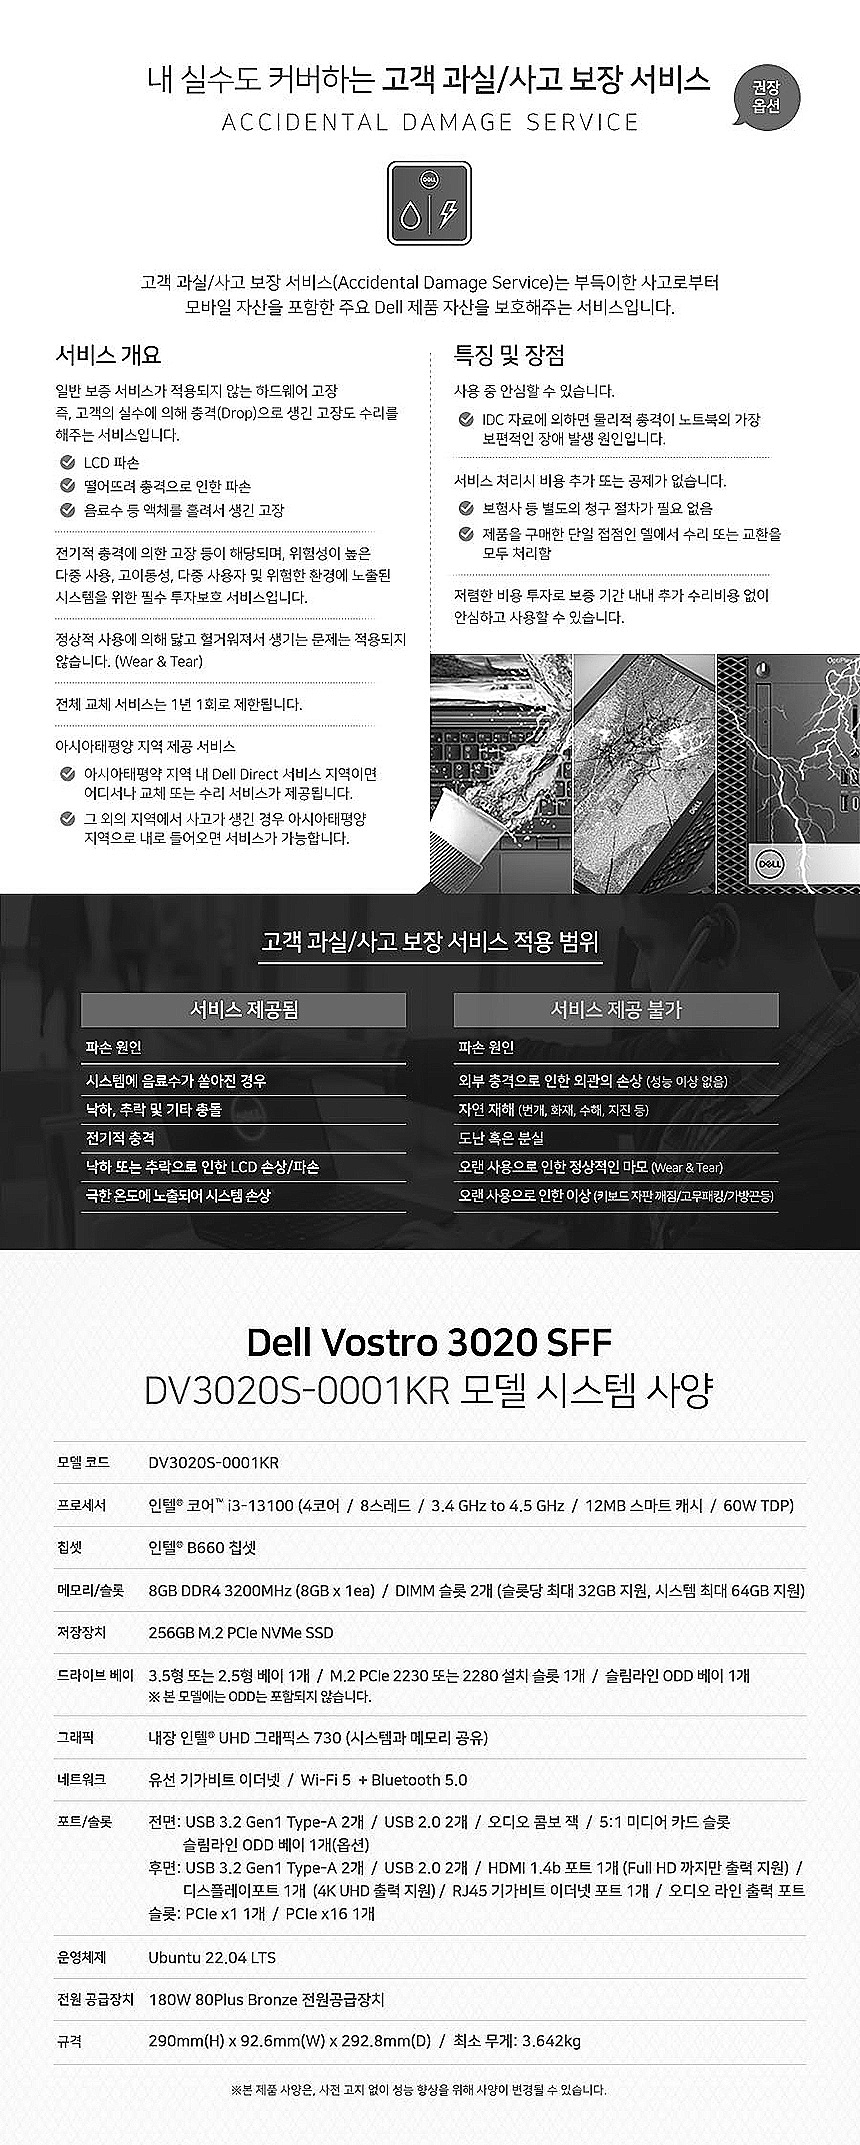 내 실수도 커버하는 고객 과실/사고 보장 서비스
권장
옵션
ACCIDENTAL DAMAGE SERVICE
DELL
고객 과실/사고 보장 서비스(Accidental Damage Service)는 부득이한 사고로부터
모바일 자산을 포함한 주요 Dell 제품 자산을 보호해주는 서비스입니다.
서비스 개요
일반 보증 서비스가 적용되지 않는 하드웨어 고장
즉, 고객의 실수에 의해 충격(Drop)으로 생긴 고장도 수리를
해주는 서비스입니다.
LCD 파손
떨어뜨려 충격으로 인한 파손
음료수 등 액체를 흘려서 생긴 고장
전기적 충격에 의한 고장 등이 해당되며, 위험성이 높은
다중 사용, 고이동성, 다중 사용자 및 위험한 환경에 노출된
시스템을 위한 필수 투자보호 서비스입니다.
정상적 사용에 의해 닳고 헐거워져서 생기는 문제는 적용되지
않습니다. (Wear & Tear)
전체 교체 서비스는 1년 1회로 제한됩니다.
아시아태평양 지역 제공 서비스
아시아태평약 지역 내 Dell Direct 서비스 지역이면
어디서나 교체 또는 수리 서비스가 제공됩니다.
그 외의 지역에서 사고가 생긴 경우 아시아태평양
지역으로 내로 들어오면 서비스가 가능합니다.
특징 및 장점
사용 중 안심할 수 있습니다.
IDC 자료에 의하면 물리적 충격이 노트북의 가장
보편적인 장애 발생 원인입니다.
서비스 처리시 비용 추가 또는 공제가 없습니다.
보험사 등 별도의 청구 절차가 필요 없음
제품을 구매한 단일 접점인 델에서 수리 또는 교환을
모두 처리함
저렴한 비용 투자로 보증 기간 내내 추가 수리비용 없이
안심하고 사용할 수 있습니다.
DELL
DELL
고객 과실/사고 보장 서비스 적용 범위
서비스 제공됨
파손 원인
시스템에 음료수가 쏟아진 경우
낙하, 추락 및 기타 충돌
전기적 충격
낙하 또는 추락으로 인한 LCD 손상/파손
극한 온도에 노출되어 시스템 손상
서비스 제공 불가
파손 원인
외부 충격으로 인한 외관의 손상 (성능 이상 없음)
자연 재해 (번개, 화재, 수해, 지진 등)
도난 혹은 분실
오랜 사용으로 인한 정상적인 마모 (Wear & Tear)
오랜 사용으로 인한 이상 (키보드 자판 깨짐/고무패킹/가방끈등)
Dell Vostro 3020 SFF
DV3020S-0001KR 모델 시스템 사양
모델 코드 DV3020S-0001KR
프로세서 인텔® 코어™ i3-13100 (4코어 / 8스레드 / 3.4 GHz to 4.5 GHz / 12MB 스마트 캐시 / 60W TDP)
칩셋 인텔® B660 칩셋
메모리/슬롯 8GB DDR4 3200MHz (8GB x 1ea) / DIMM 슬롯 2개 (슬롯당 최대 32GB 지원, 시스템 최대 64GB 지원)
저장장치 256GB M.2 PCIe NVMe SSD
드라이브 베이 3.5형 또는 2.5형 베이 1개 / M.2 PCIe 2230 또는 2280 설치 슬롯 1개 / 슬림라인 ODD 베이 1개
※ 본 모델에는 ODD는 포함되지 않습니다.
그래픽 내장 인텔® UHD 그래픽스 730 (시스템과 메모리 공유)
네트워크 유선 기가비트 이더넷 / Wi-Fi 5 + Bluetooth 5.0
포트/슬롯 전면: USB 3.2 Gen1 Type-A 2개 / USB 2.0 2개 / 오디오 콤보 잭 / 5:1 미디어 카드 슬롯
슬림라인 ODD 베이 1개(옵션)
후면: USB 3.2 Gen1 Type-A 2개 / USB 2.0 2개 / HDMI 1.4b 포트 1개 (Full HD 까지만 출력 지원) /
디스플레이포트 1개 (4K UHD 출력 지원) / RJ45 기가비트 이더넷 포트 1개 / 오디오 라인 출력 포트
슬롯: PCIe x1 1개 / PCIe x16 1개
운영체제 Ubuntu 22.04 LTS
전원 공급장치 180W 80Plus Bronze 전원공급장치
규격 290mm(H) x 92.6mm(W) x 292.8mm(D) / 최소 무게: 3.642kg
※본 제품 사양은, 사전 고지 없이 성능 향상을 위해 사양이 변경될 수 있습니다.